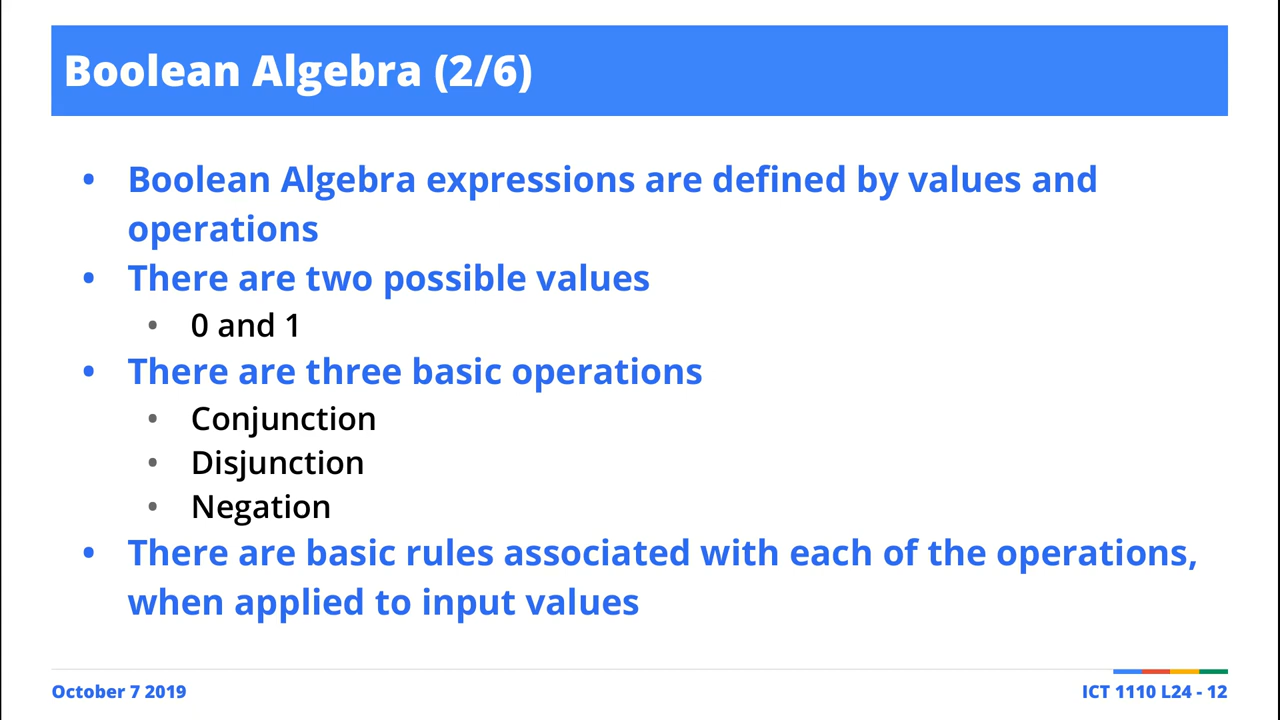 Boolean Algebra (2/6)
• Boolean Algebra expressions are defined by values and
operations
• There are two possible values
• 0 and 1
• There are three basic operations
• Conjunction
• Disjunction
• Negation
• There are basic rules associated with each of the operations,
when applied to input values
October 7 2019
ICT 1110 L24 - 12